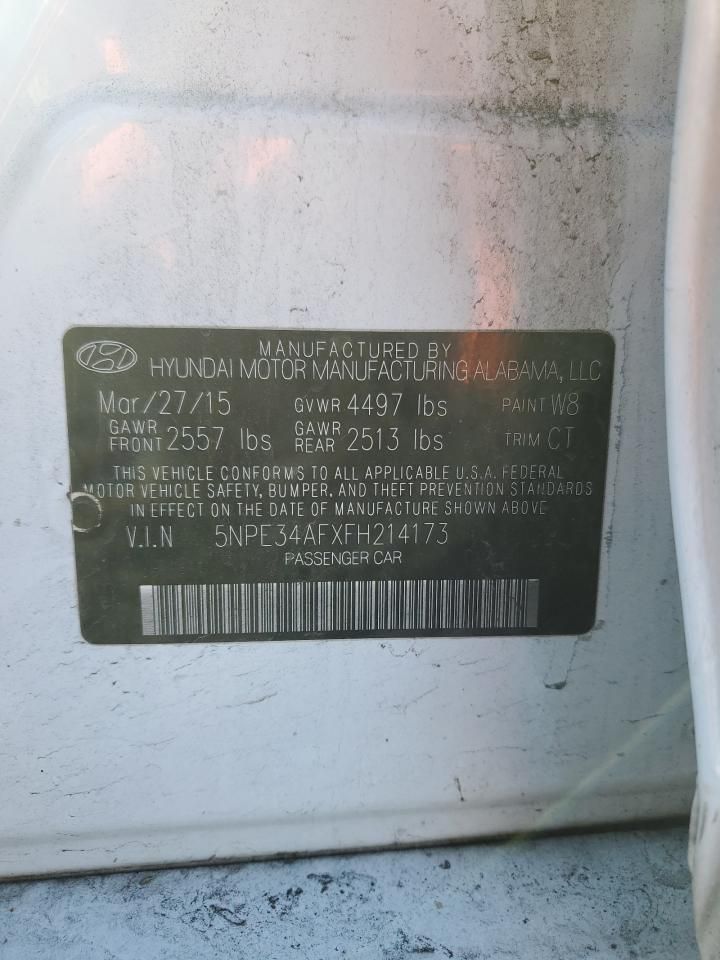 MANUFACTURED BY
HYUNDAI MOTOR MANUFACTURING ALABAMA, LLC
Mar/27/15 GVWR 4497 lbs PAINT W8
GAWR FRONT 2557 lbs GAWR REAR 2513 lbs TRIM CT
THIS VEHICLE CONFORMS TO ALL APPLICABLE U.S.A. FEDERAL
MOTOR VEHICLE SAFETY, BUMPER, AND THEFT PREVENTION STANDARDS
IN EFFECT ON THE DATE OF MANUFACTURE SHOWN ABOVE
V.I.N 5NPE34AFXFH214173
PASSENGER CAR